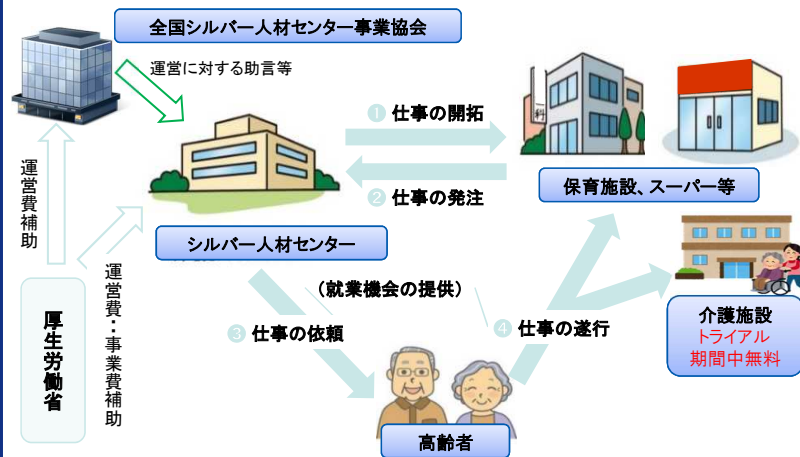 全国シルバー人材センター事業協会
運営に対する助言等
❶ 仕事の開拓
科
❷ 仕事の発注
保育施設、スーパー等
運営費補助
シルバー人材センター
運営費・事業費補助
(就業機会の提供)
厚生労働省
❸ 仕事の依頼
❹ 仕事の遂行
介護施設
トライアル
期間中無料
高齢者